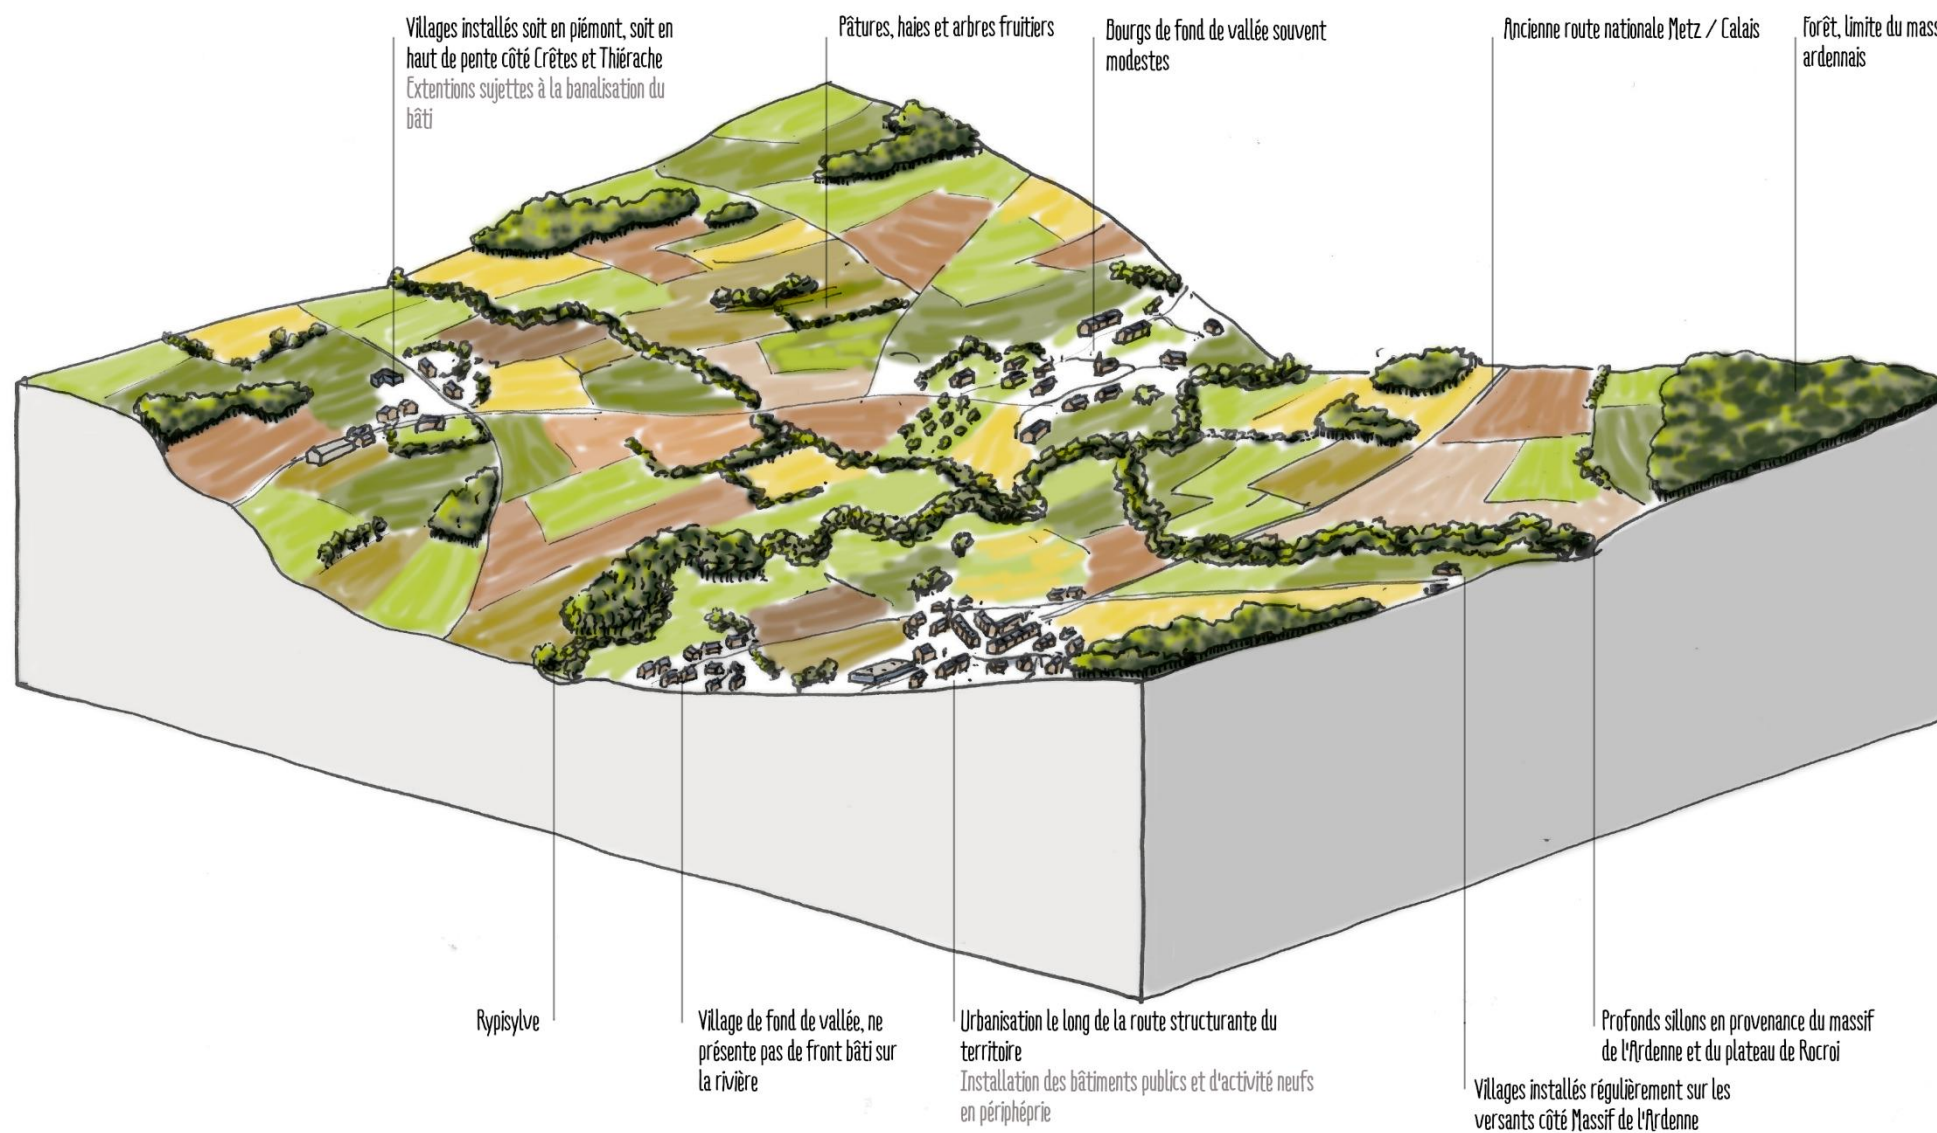 Villages installés soit en piémont, soit en
haut de pente côté Crêtes et Thiérache
Extentions sujettes à la banalisation du
bâti
Pâtures, haies et arbres fruitiers
Bourgs de fond de vallée souvent
modestes
Ancienne route nationale Metz / Calais
Forêt, limite du mass
ardennais
Rypisylve
Village de fond de vallée, ne
présente pas de front bâti sur
la rivière
Urbanisation le long de la route structurante du
territoire
Installation des bâtiments publics et d'activité neufs
en périphéprie
Profonds sillons en provenance du massif
de l'Ardenne et du plateau de Rocroi
Villages installés régulièrement sur les
versants côté Massif de l'Ardenne